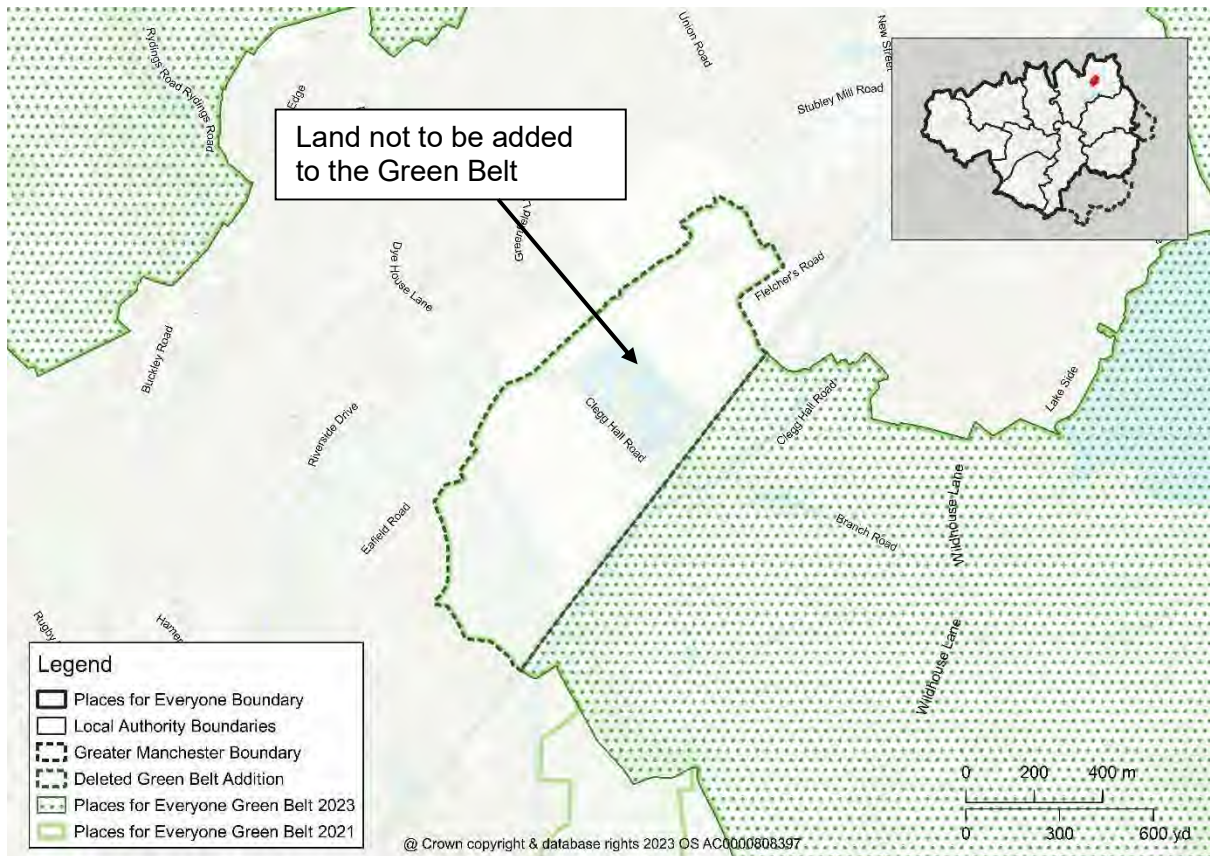 Union Road
New Street
Rydings Road Rydings Road
Edge
Stubley Mill Road
Land not to be added
to the Green Belt
Greenfield
Dye House Lane
Fletcher's Road
Buckley Road
Lake Side
Clegg Hall Road
Clegg Hall Road
Riverside Drive
Wildhouse Lane
Eafield Road
Branch Road
Rugby
Wildhouse Lane
Legend
Places for Everyone Boundary
Local Authority Boundaries
Greater Manchester Boundary
Deleted Green Belt Addition
Places for Everyone Green Belt 2023
Places for Everyone Green Belt 2021
0 200 400 m
0 300 600 yd
@ Crown copyright & database rights 2023 OS AC0000808397